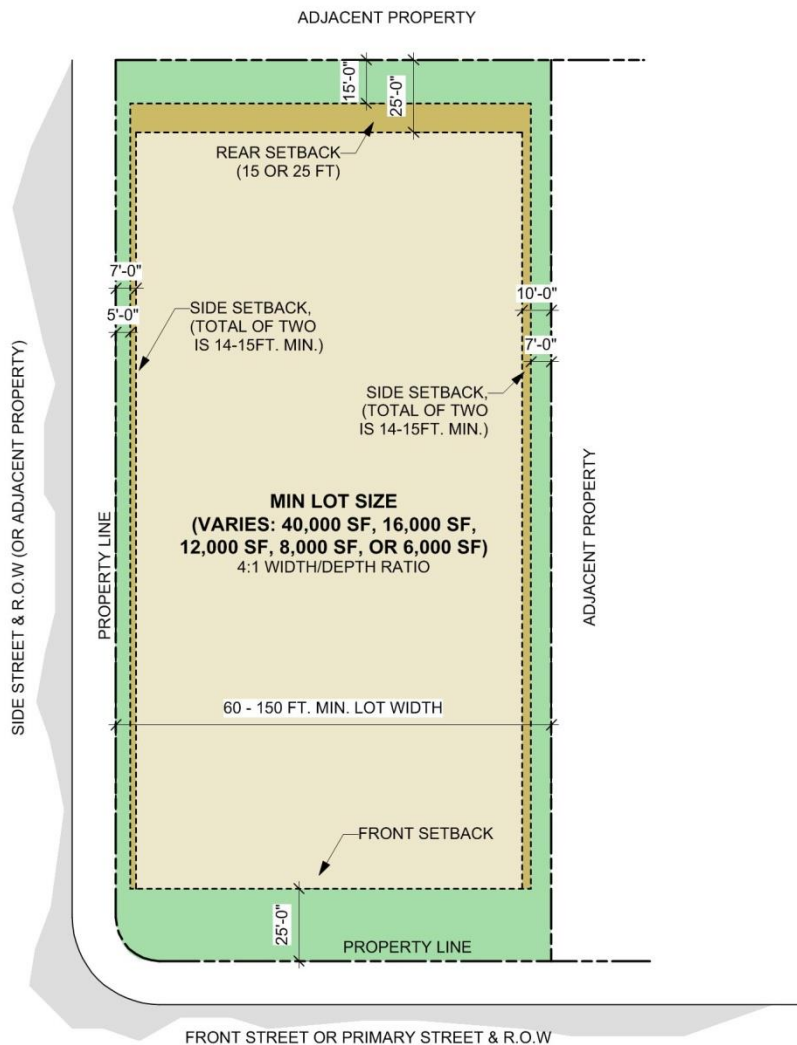 ADJACENT PROPERTY
15'-0"
25'-0"
REAR SETBACK
(15 OR 25 FT)
7'-0"
5'-0"
SIDE SETBACK,
(TOTAL OF TWO
IS 14-15FT. MIN.)
10'-0"
7'-0"
SIDE SETBACK,
(TOTAL OF TWO
IS 14-15FT. MIN.)
SIDE STREET & R.O.W (OR ADJACENT PROPERTY)
PROPERTY LINE
MIN LOT SIZE
(VARIES: 40,000 SF, 16,000 SF,
12,000 SF, 8,000 SF, OR 6,000 SF)
4:1 WIDTH/DEPTH RATIO
ADJACENT PROPERTY
60 - 150 FT. MIN. LOT WIDTH
FRONT SETBACK
25'-0"
PROPERTY LINE
FRONT STREET OR PRIMARY STREET & R.O.W